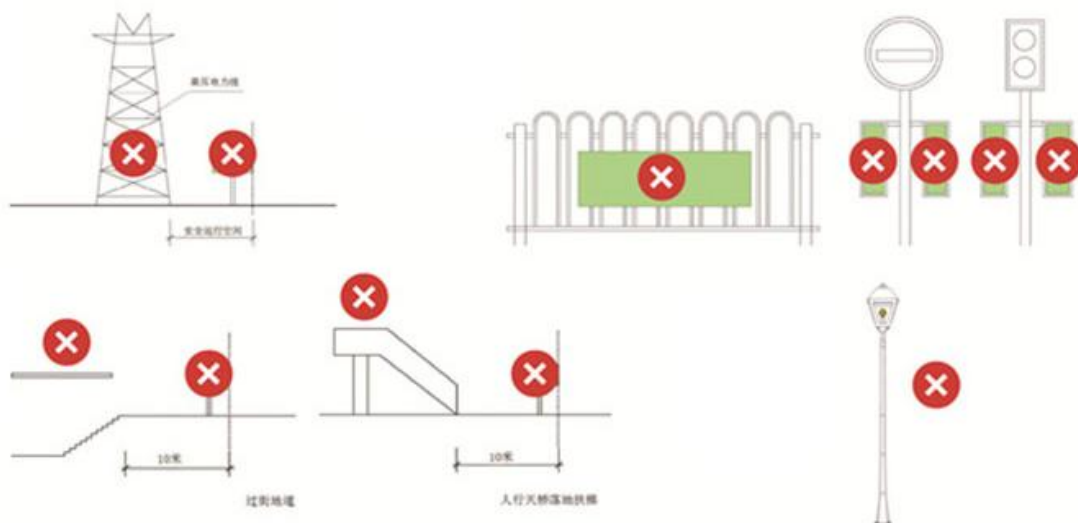 高压电力线
安全运行空间
10米
过街地道
10米
人行天桥落地扶梯